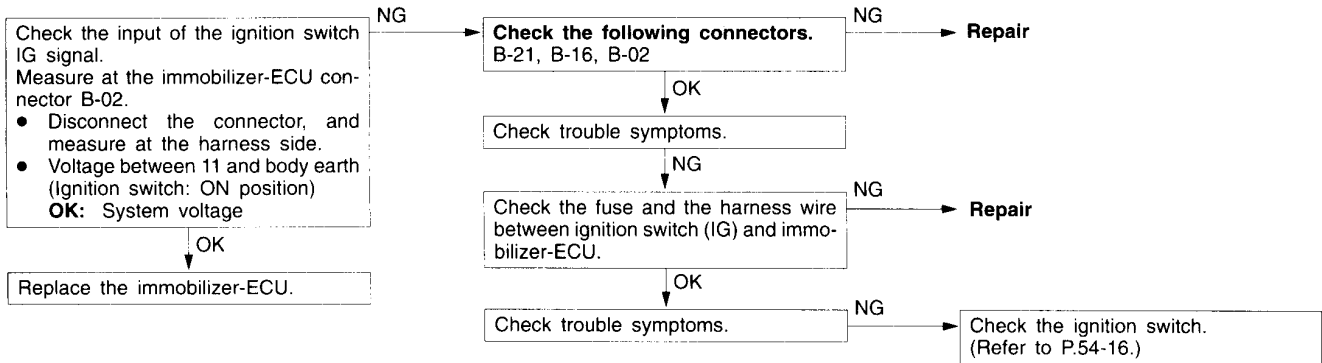 Check the input of the ignition switch
IG signal.
Measure at the immobilizer-ECU con-
nector B-02.
● Disconnect the connector, and
measure at the harness side.
● Voltage between 11 and body earth
(Ignition switch: ON position)
OK: System voltage
OK
Replace the immobilizer-ECU.
NG
Check the following connectors.
B-21, B-16, B-02
NG
Repair
OK
Check trouble symptoms.
NG
Check the fuse and the harness wire
between ignition switch (IG) and immo-
bilizer-ECU.
NG
Repair
OK
Check trouble symptoms.
NG
Check the ignition switch.
(Refer to P.54-16.)